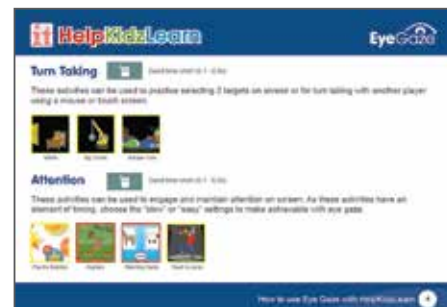 it HelpKidzLearn
EyeGaze
Turn Taking
These activities can be used to practice selecting 2 targets on screen or for turn taking with another player
using a mouse or touch screen.
Attention
These activities can be used to engage and maintain attention on screen. As these activities have an
element of timing, choose the "slow" or "easy" settings to make achievable with eye gaze.
How to use Eye Gaze with HelpKidzLearn